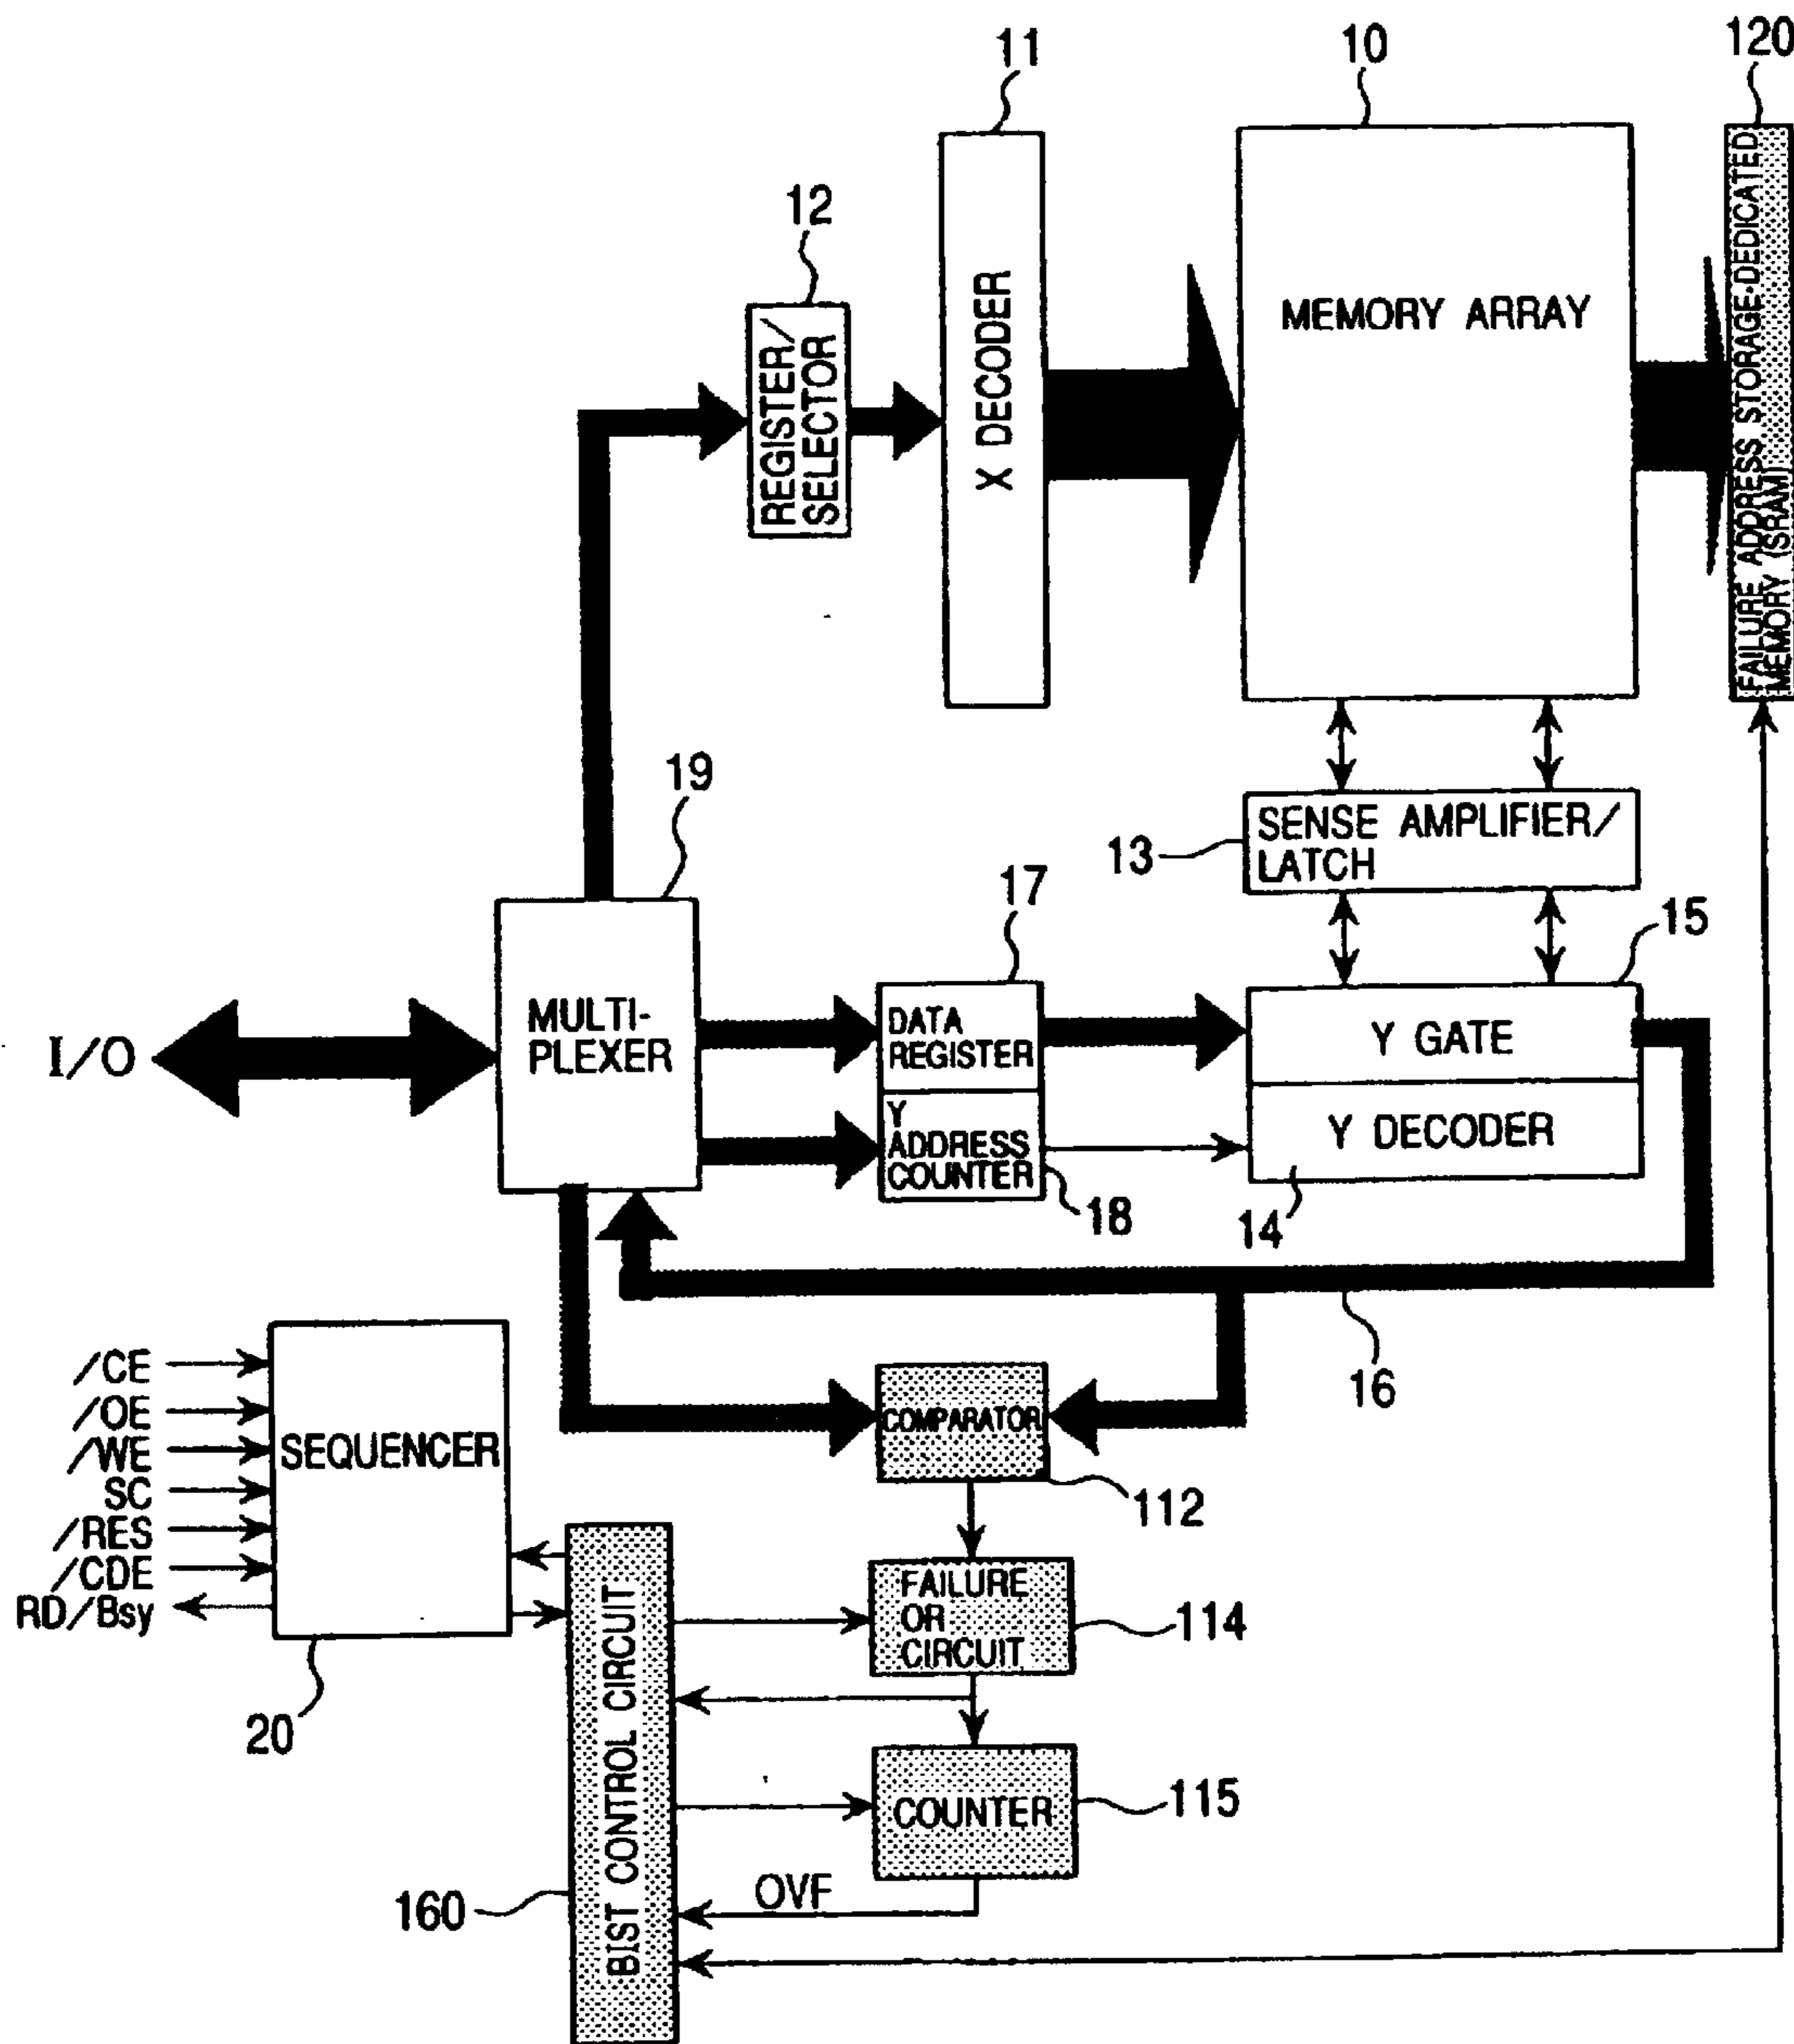 11
10
120
12
REGISTER/
SELECTOR
X DECODER
MEMORY ARRAY
FAILURE ADDRESS STORAGE-DEDICATED
MEMORY (SRAM)
19
13
SENSE AMPLIFIER/
LATCH
17
15
I/O
MULTI-
PLEXER
DATA
REGISTER
Y GATE
Y
ADDRESS
COUNTER
Y DECODER
18
14
16
/CE
/OE
/WE
SC
/RES
/CDE
RD/Bsy
SEQUENCER
20
COMPARATOR
112
FAILURE
OR
CIRCUIT
114
BIST CONTROL CIRCUIT
COUNTER
115
160
OVF